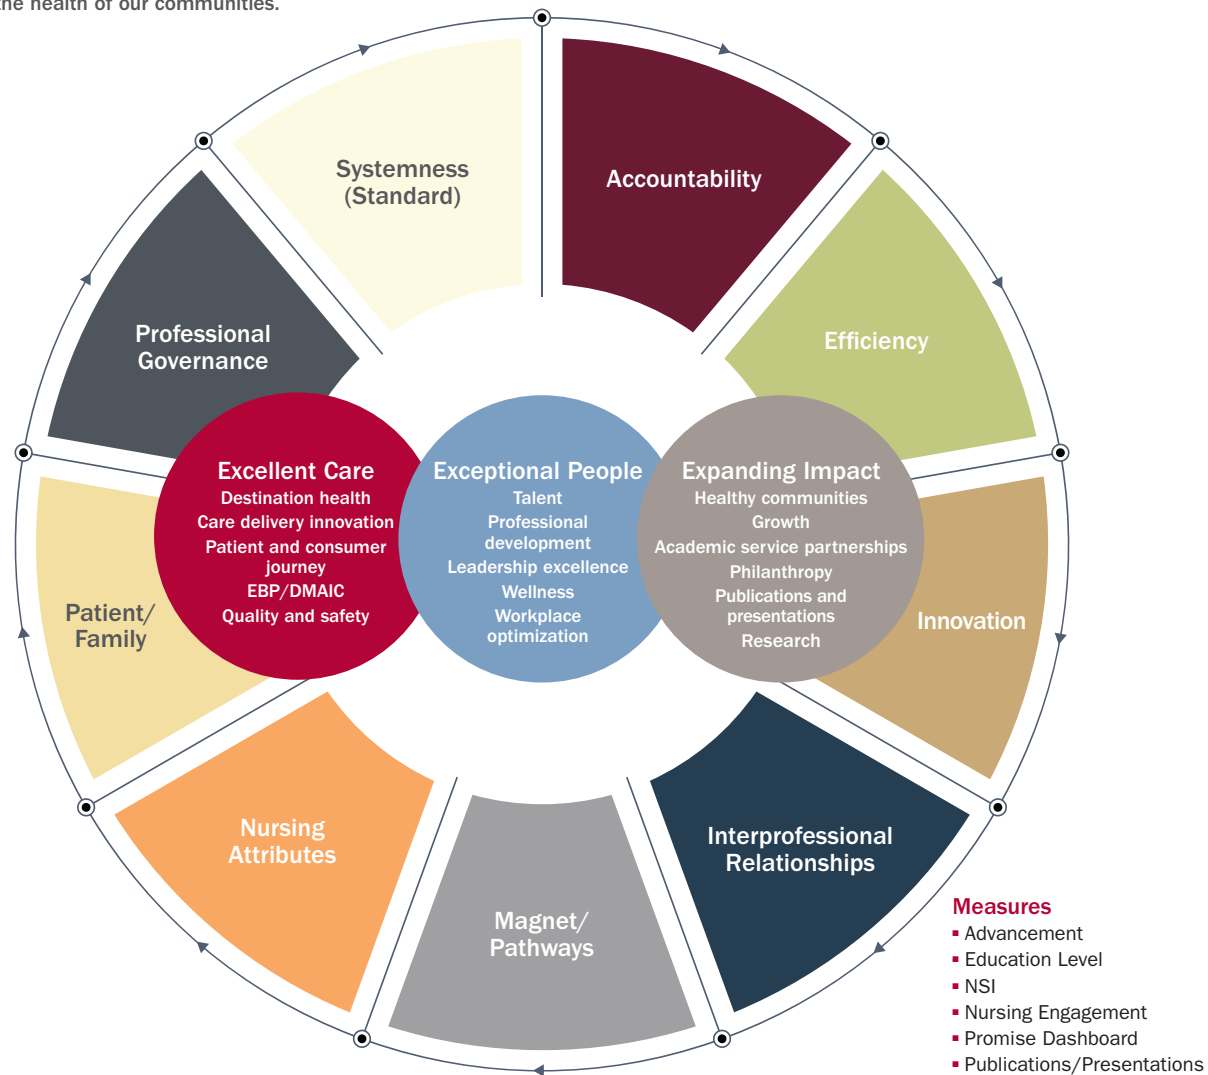 the health of our communities.
Systemness
(Standard)
Accountability
Professional
Governance
Efficiency
Excellent Care
Destination health
Care delivery innovation
Patient and consumer
journey
EBP/DMAIC
Quality and safety
Exceptional People
Talent
Professional
development
Leadership excellence
Wellness
Workplace
optimization
Expanding Impact
Healthy communities
Growth
Academic service partnerships
Philanthropy
Publications and
presentations
Research
Patient/
Family
Innovation
Nursing
Attributes
Interprofessional
Relationships
Magnet/
Pathways
Measures
▪ Advancement
▪ Education Level
▪ NSI
▪ Nursing Engagement
▪ Promise Dashboard
▪ Publications/Presentations